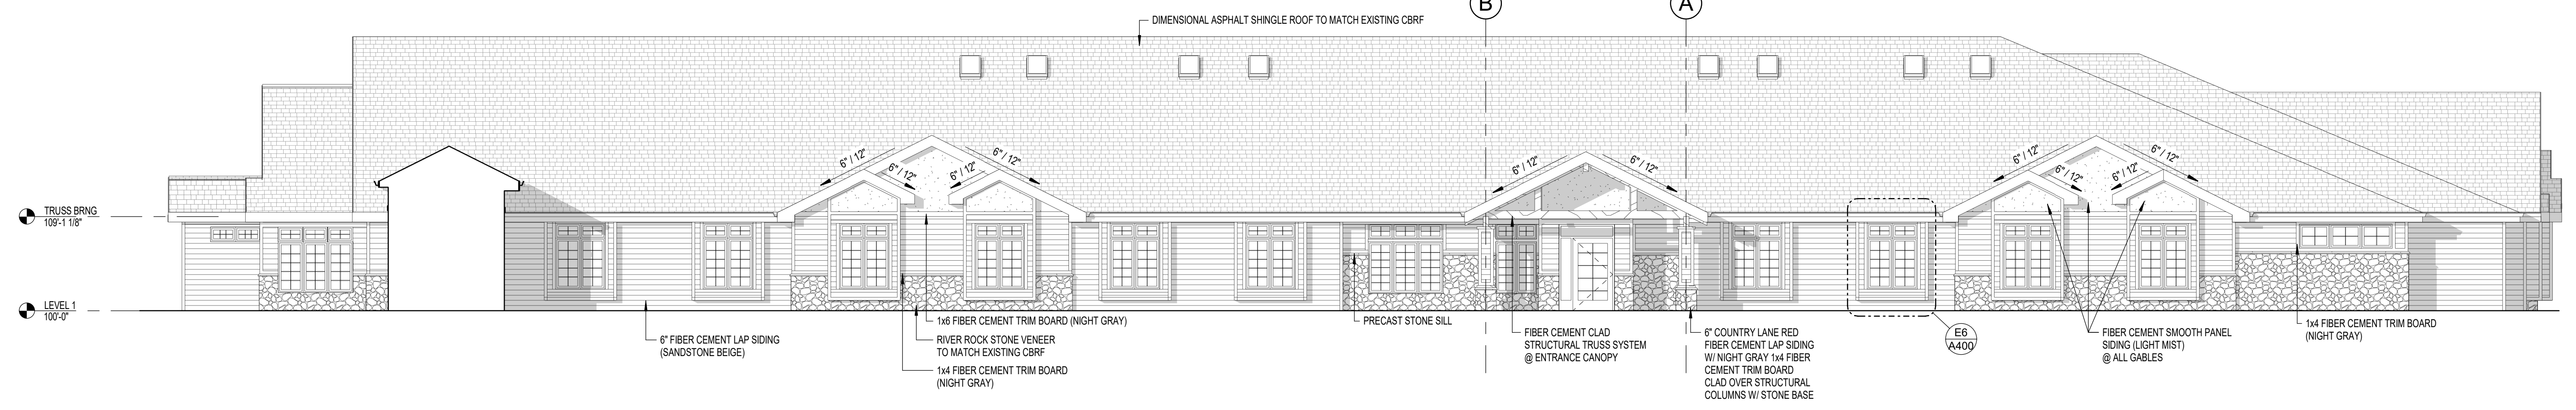 B
A
DIMENSIONAL ASPHALT SHINGLE ROOF TO MATCH EXISTING CBRF
6" / 12"
6" / 12"
6" / 12"
6" / 12"
6" / 12"
6" / 12"
6" / 12"
6" / 12"
6" / 12"
6" / 12"
TRUSS BRNG
109'-1 1/8"
LEVEL 1
100'-0"
6" FIBER CEMENT LAP SIDING
(SANDSTONE BEIGE)
1x6 FIBER CEMENT TRIM BOARD (NIGHT GRAY)
RIVER ROCK STONE VENEER
TO MATCH EXISTING CBRF
1x4 FIBER CEMENT TRIM BOARD
(NIGHT GRAY)
PRECAST STONE SILL
FIBER CEMENT CLAD
STRUCTURAL TRUSS SYSTEM
@ ENTRANCE CANOPY
6" COUNTRY LANE RED
FIBER CEMENT LAP SIDING
W/ NIGHT GRAY 1x4 FIBER
CEMENT TRIM BOARD
CLAD OVER STRUCTURAL
COLUMNS W/ STONE BASE
E6
A400
FIBER CEMENT SMOOTH PANEL
SIDING (LIGHT MIST)
@ ALL GABLES
1x4 FIBER CEMENT TRIM BOARD
(NIGHT GRAY)